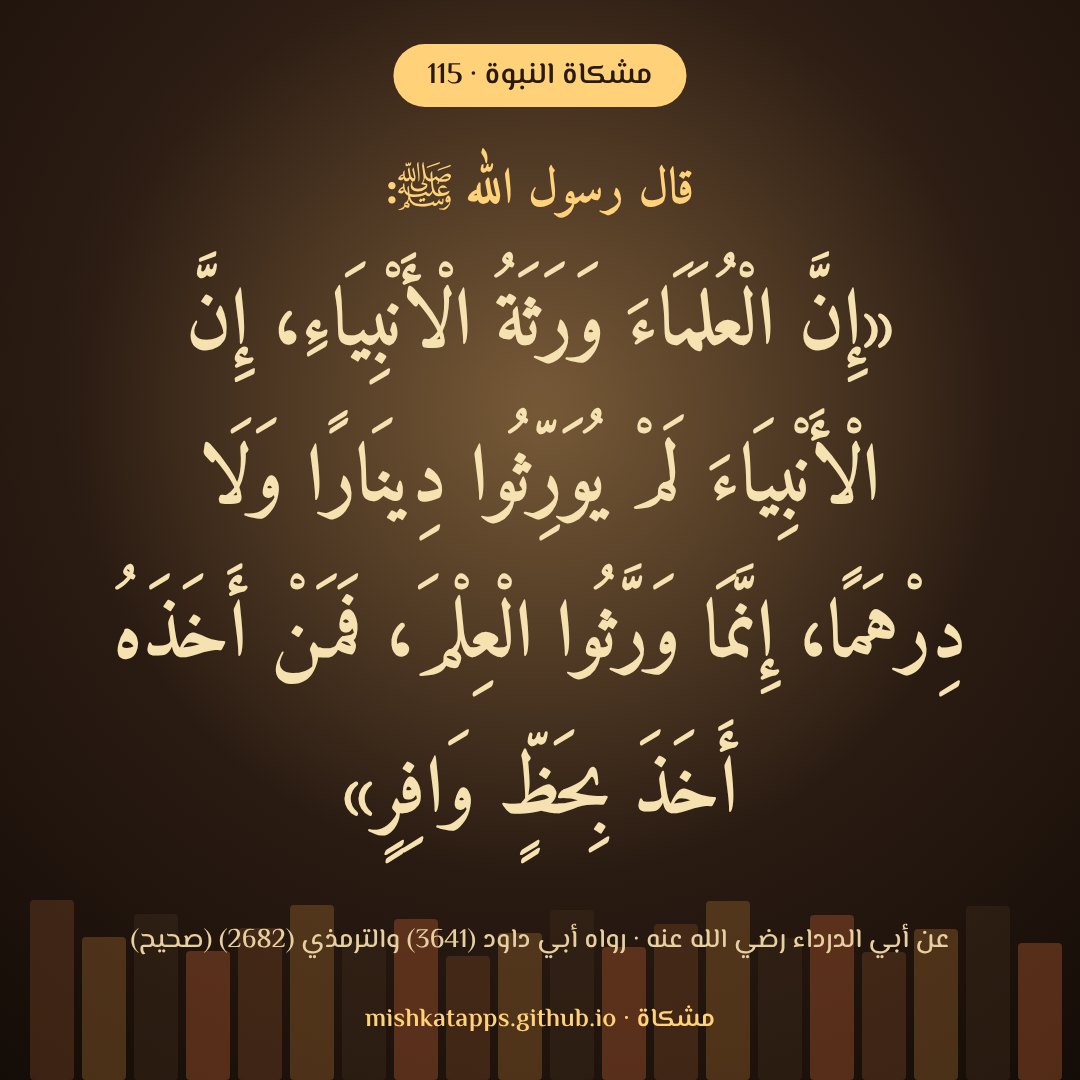 مشكاة النبوة · 115
قال رسول الله ﷺ:
«إِنَّ الْعُلَمَاءَ وَرَثَةُ الْأَنْبِيَاءِ، إِنَّ
الْأَنْبِيَاءَ لَمْ يُوَرِّثُوا دِينَارًا وَلَا
دِرْهَمًا، إِنَّمَا وَرَّثُوا الْعِلْمَ، فَمَنْ أَخَذَهُ
أَخَذَ بِحَظٍّ وَافِرٍ»
عن أبي الدرداء رضي الله عنه · رواه أبي داود (3641) والترمذي (2682) (صحيح)
مشكاة · mishkatapps.github.io